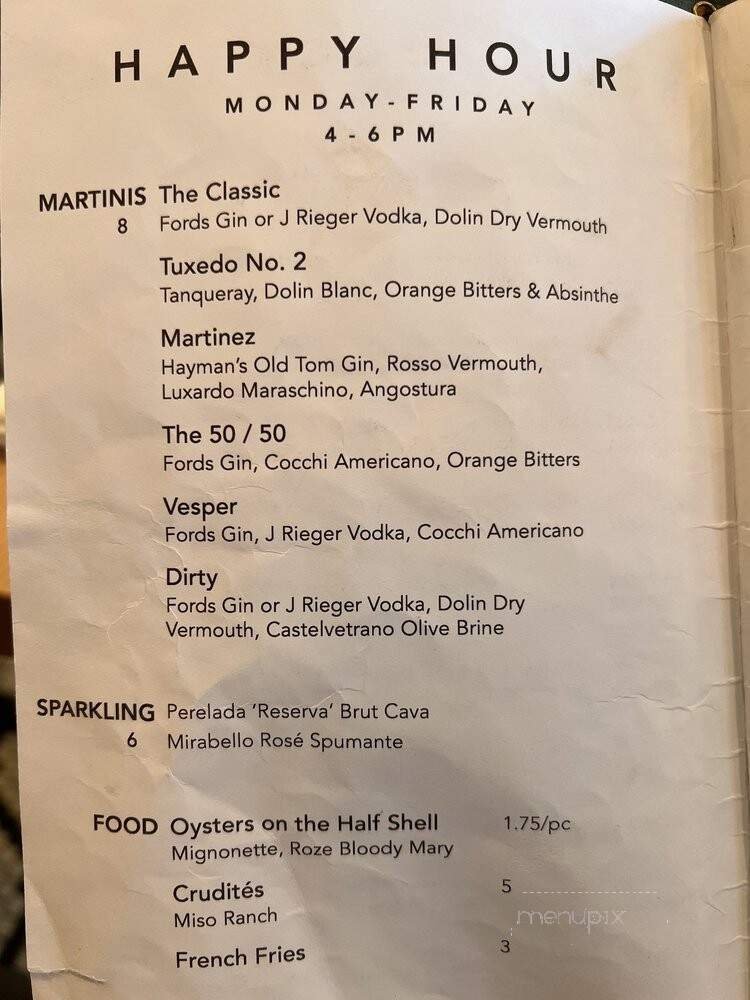 HAPPY HOUR
MONDAY-FRIDAY
4-6PM
MARTINIS The Classic
8 Fords Gin or J Rieger Vodka, Dolin Dry Vermouth
Tuxedo No. 2
Tanqueray, Dolin Blanc, Orange Bitters & Absinthe
Martinez
Hayman's Old Tom Gin, Rosso Vermouth,
Luxardo Maraschino, Angostura
The 50 / 50
Fords Gin, Cocchi Americano, Orange Bitters
Vesper
Fords Gin, J Rieger Vodka, Cocchi Americano
Dirty
Fords Gin or J Rieger Vodka, Dolin Dry
Vermouth, Castelvetrano Olive Brine
SPARKLING Perelada 'Reserva' Brut Cava
6 Mirabello Rosé Spumante
FOOD Oysters on the Half Shell 1.75/pc
Mignonette, Roze Bloody Mary
Crudités 5
Miso Ranch
menupix
French Fries 3